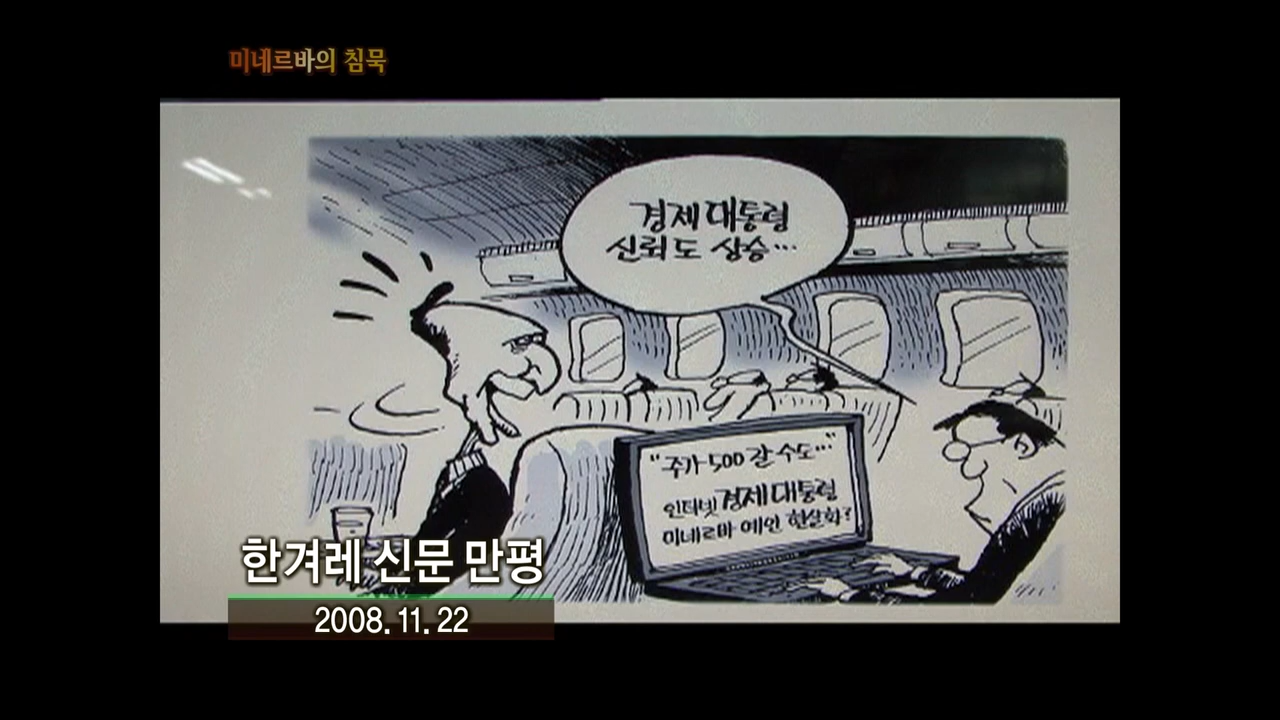 미네르바의 침묵
경제대통령
신뢰도 상승...
"주가 500 갈 수도..."
인터넷 경제대통령
미네르바 예언 현실화?
한겨레 신문 만평
2008.11.22